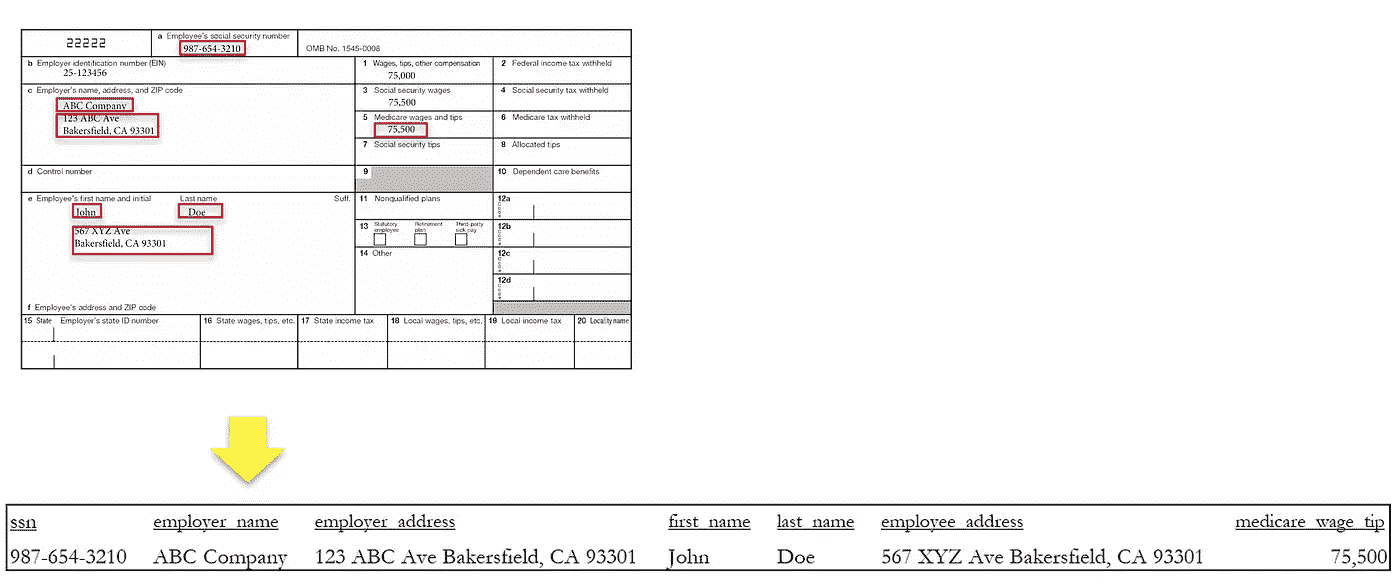 22222
a Employee's social security number
987-654-3210
OMB No. 1545-0008
b Employer identification number (EIN)
25-123456
1 Wages, tips, other compensation
75,000
2 Federal income tax withheld
c Employer's name, address, and ZIP code
ABC Company
123 ABC Ave
Bakersfield, CA 93301
3 Social security wages
75,500
4 Social security tax withheld
5 Medicare wages and tips
75,500
6 Medicare tax withheld
7 Social security tips
8 Allocated tips
d Control number
9
10 Dependent care benefits
e Employee's first name and initial Last name Suff.
John Doe
567 XYZ Ave
Bakersfield, CA 93301
11 Nonqualified plans
12a
Code
13 Statutory employee Retirement plan Third-party sick pay
12b
Code
14 Other
12c
Code
12d
Code
f Employee's address and ZIP code
15 State Employer's state ID number
16 State wages, tips, etc.
17 State income tax
18 Local wages, tips, etc.
19 Local income tax
20 Locality name
ssn employer_name employer_address first_name last_name employee_address medicare_wage_tip
987-654-3210 ABC Company 123 ABC Ave Bakersfield, CA 93301 John Doe 567 XYZ Ave Bakersfield, CA 93301 75,500